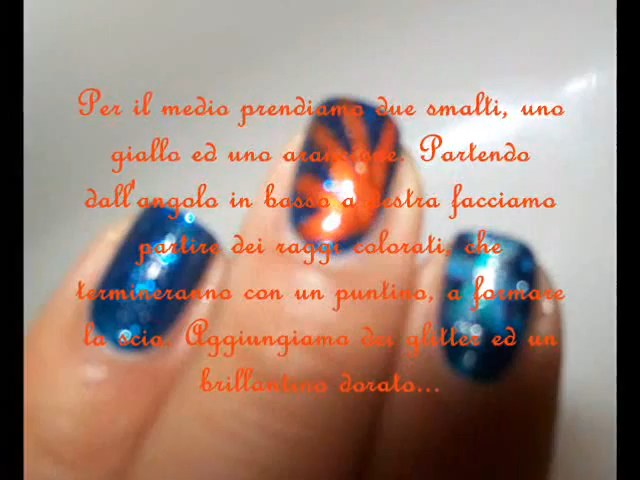 Per il medio prendiamo due smalti, uno
giallo ed uno arancione. Partendo
dall'angolo in basso a destra facciamo
partire dei raggi colorati, che
termineranno con un puntino, a formare
la scia. Aggiungiamo dei glitter ed un
brillantino dorato...